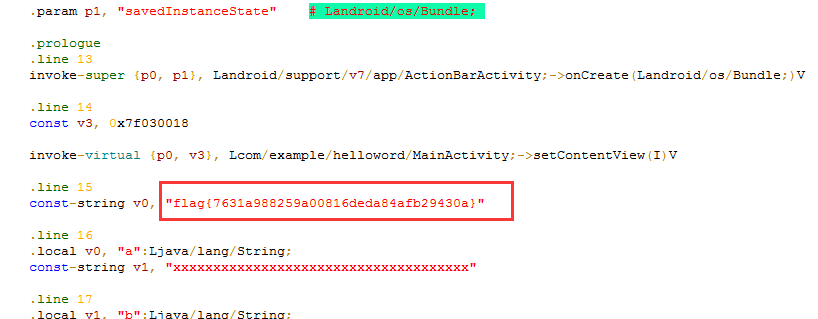 .param p1, "savedInstanceState"    # Landroid/os/Bundle;
.prologue
.line 13
invoke-super {p0, p1}, Landroid/support/v7/app/ActionBarActivity;->onCreate(Landroid/os/Bundle;)V
.line 14
const v3, 0x7f030018
invoke-virtual {p0, v3}, Lcom/example/helloword/MainActivity;->setContentView(I)V
.line 15
const-string v0, "flag{7631a988259a00816deda84afb29430a}"
.line 16
.local v0, "a":Ljava/lang/String;
const-string v1, "xxxxxxxxxxxxxxxxxxxxxxxxxxxxxxxxxxxxx"
.line 17
.local v1, "b":Ljava/lang/String;